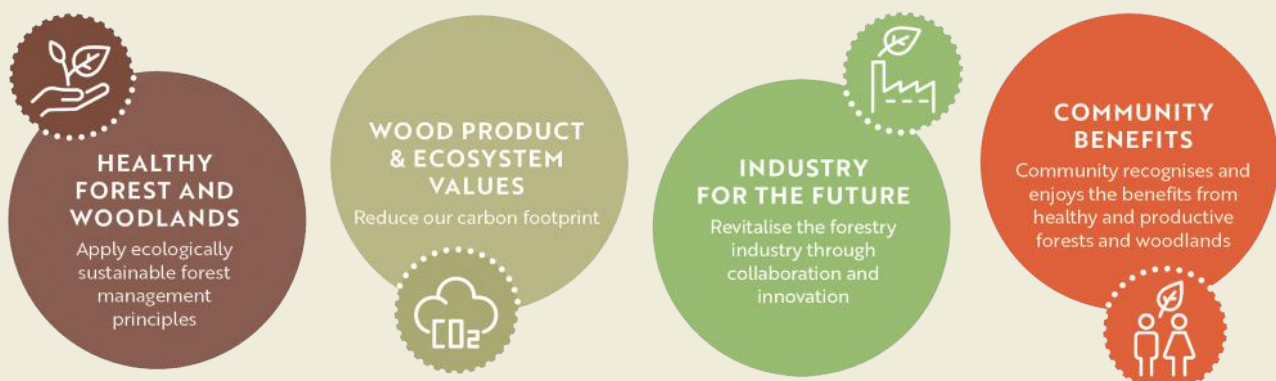 HEALTHY
FOREST AND
WOODLANDS
Apply ecologically
sustainable forest
management
principles
WOOD PRODUCT
& ECOSYSTEM
VALUES
Reduce our carbon footprint
CO2
INDUSTRY
FOR THE FUTURE
Revitalise the forestry
industry through
collaboration and
innovation
COMMUNITY
BENEFITS
Community recognises and
enjoys the benefits from
healthy and productive
forests and woodlands